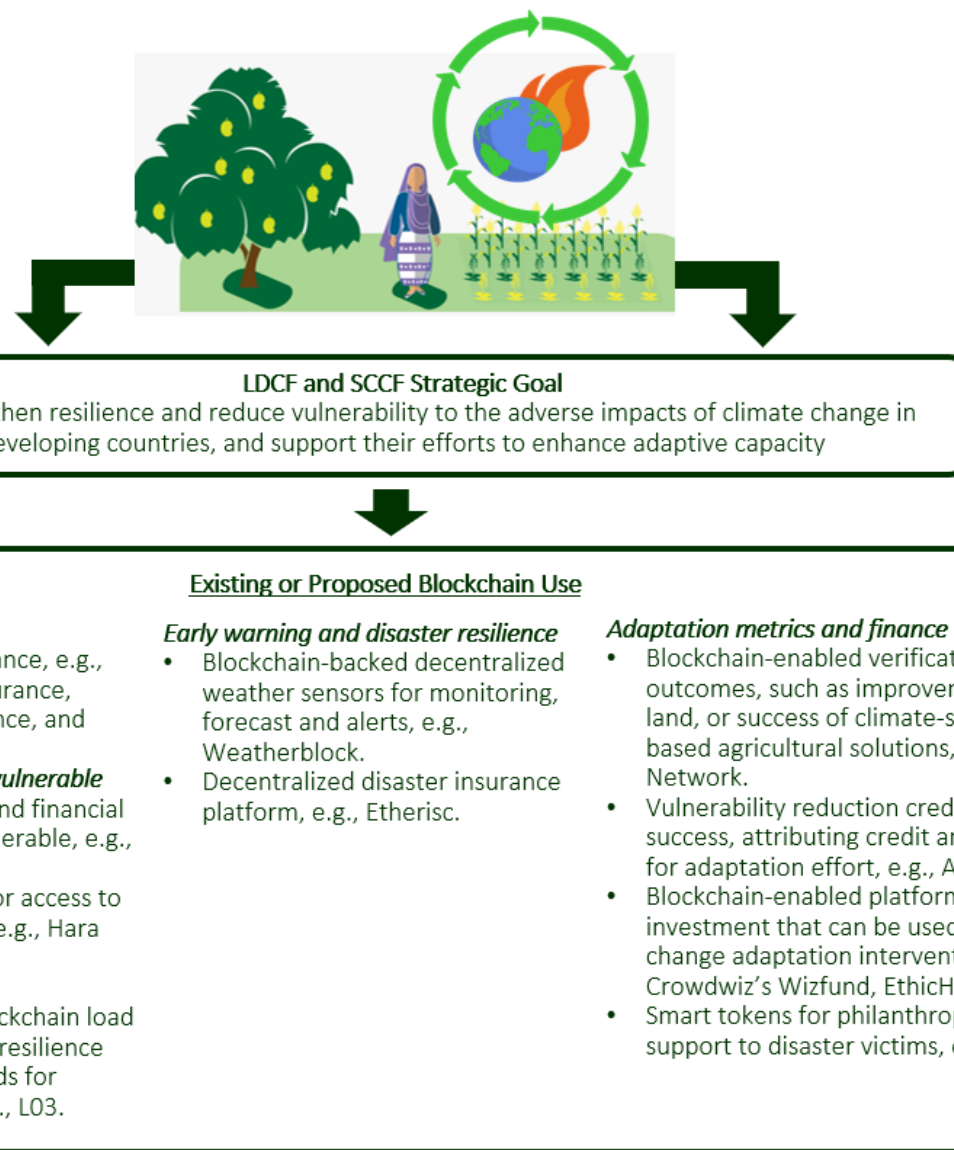 LDCF and SCCF Strategic Goal
then resilience and reduce vulnerability to the adverse impacts of climate change in
eveloping countries, and support their efforts to enhance adaptive capacity
Existing or Proposed Blockchain Use
nce, e.g.,
urance,
nce, and
vulnerable
nd financial
erable, e.g.,
or access to
e.g., Hara
ckchain load
resilience
ds for
., L03.
Early warning and disaster resilience
• Blockchain-backed decentralized
weather sensors for monitoring,
forecast and alerts, e.g.,
Weatherblock.
• Decentralized disaster insurance
platform, e.g., Etherisc.
Adaptation metrics and finance
• Blockchain-enabled verificat
outcomes, such as improver
land, or success of climate-s
based agricultural solutions,
Network.
• Vulnerability reduction cred
success, attributing credit ar
for adaptation effort, e.g., A
• Blockchain-enabled platform
investment that can be used
change adaptation intervent
Crowdwiz's Wizfund, EthicH
• Smart tokens for philanthrop
support to disaster victims,